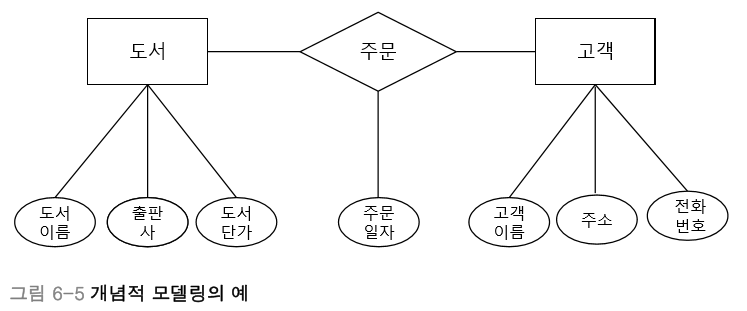 도서
주문
고객
도서
이름
출판
사
도서
단가
주문
일자
고객
이름
주소
전화
번호
그림 6-5 개념적 모델링의 예